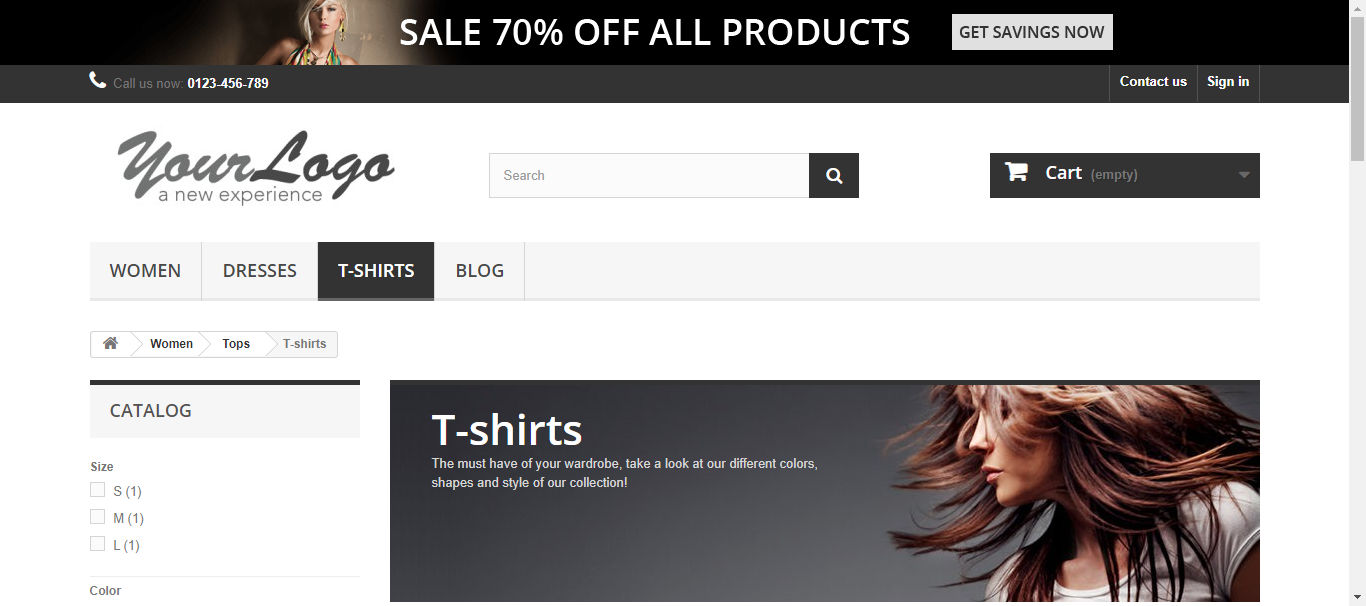 SALE 70% OFF ALL PRODUCTS
GET SAVINGS NOW
Call us now: 0123-456-789
Contact us
Sign in
YourLogo
a new experience
Search
Cart (empty)
WOMEN
DRESSES
T-SHIRTS
BLOG
Women
Tops
T-shirts
CATALOG
Size
S (1)
M (1)
L (1)
Color
T-shirts
The must have of your wardrobe, take a look at our different colors,
shapes and style of our collection!